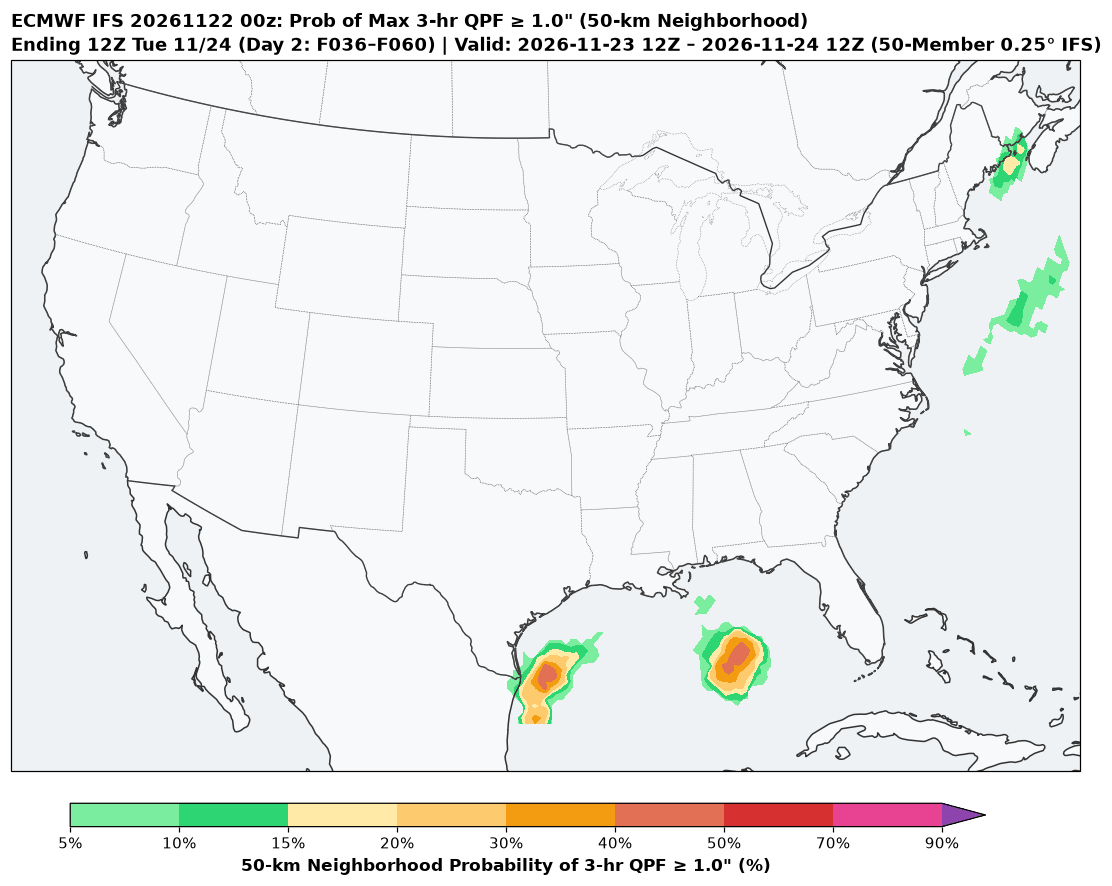 ECMWF IFS 20261122 00z: Prob of Max 3-hr QPF ≥ 1.0" (50-km Neighborhood)
Ending 12Z Tue 11/24 (Day 2: F036–F060) | Valid: 2026-11-23 12Z – 2026-11-24 12Z (50-Member 0.25° IFS)
5% 10% 15% 20% 30% 40% 50% 70% 90%
50-km Neighborhood Probability of 3-hr QPF ≥ 1.0" (%)